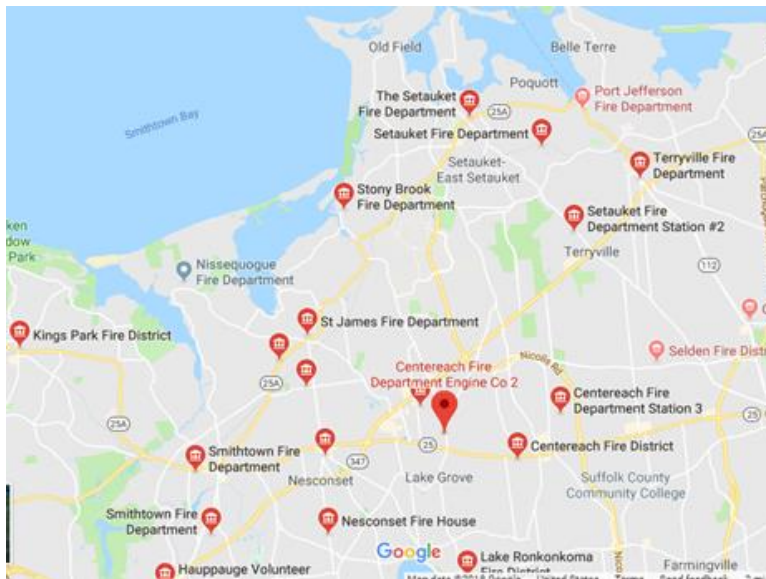 Old Field
Belle Terre
Poquott
Port Jefferson
Fire Department
The Setauket
Fire Department
25A
25A
Setauket Fire Department
Smithtown Bay
Setauket-
East Setauket
Terryville Fire
Department
Stony Brook
Fire Department
Setauket Fire
Department Station #2
Terryville
Park
Nissequogue
Fire Department
112
St James Fire Department
Kings Park Fire District
Selden Fire
Nicolls Rd
Centereach Fire
Department Engine Co 2
25A
Centereach Fire
Department Station 3
25A
25
25
Centereach Fire District
Smithtown Fire
Department
347
Nesconset
Lake Grove
Suffolk County
Community College
Smithtown Fire
Department
Nesconset Fire House
Google
Lake Ronkonkoma
Fire District
Hauppauge Volunteer
Farmingville